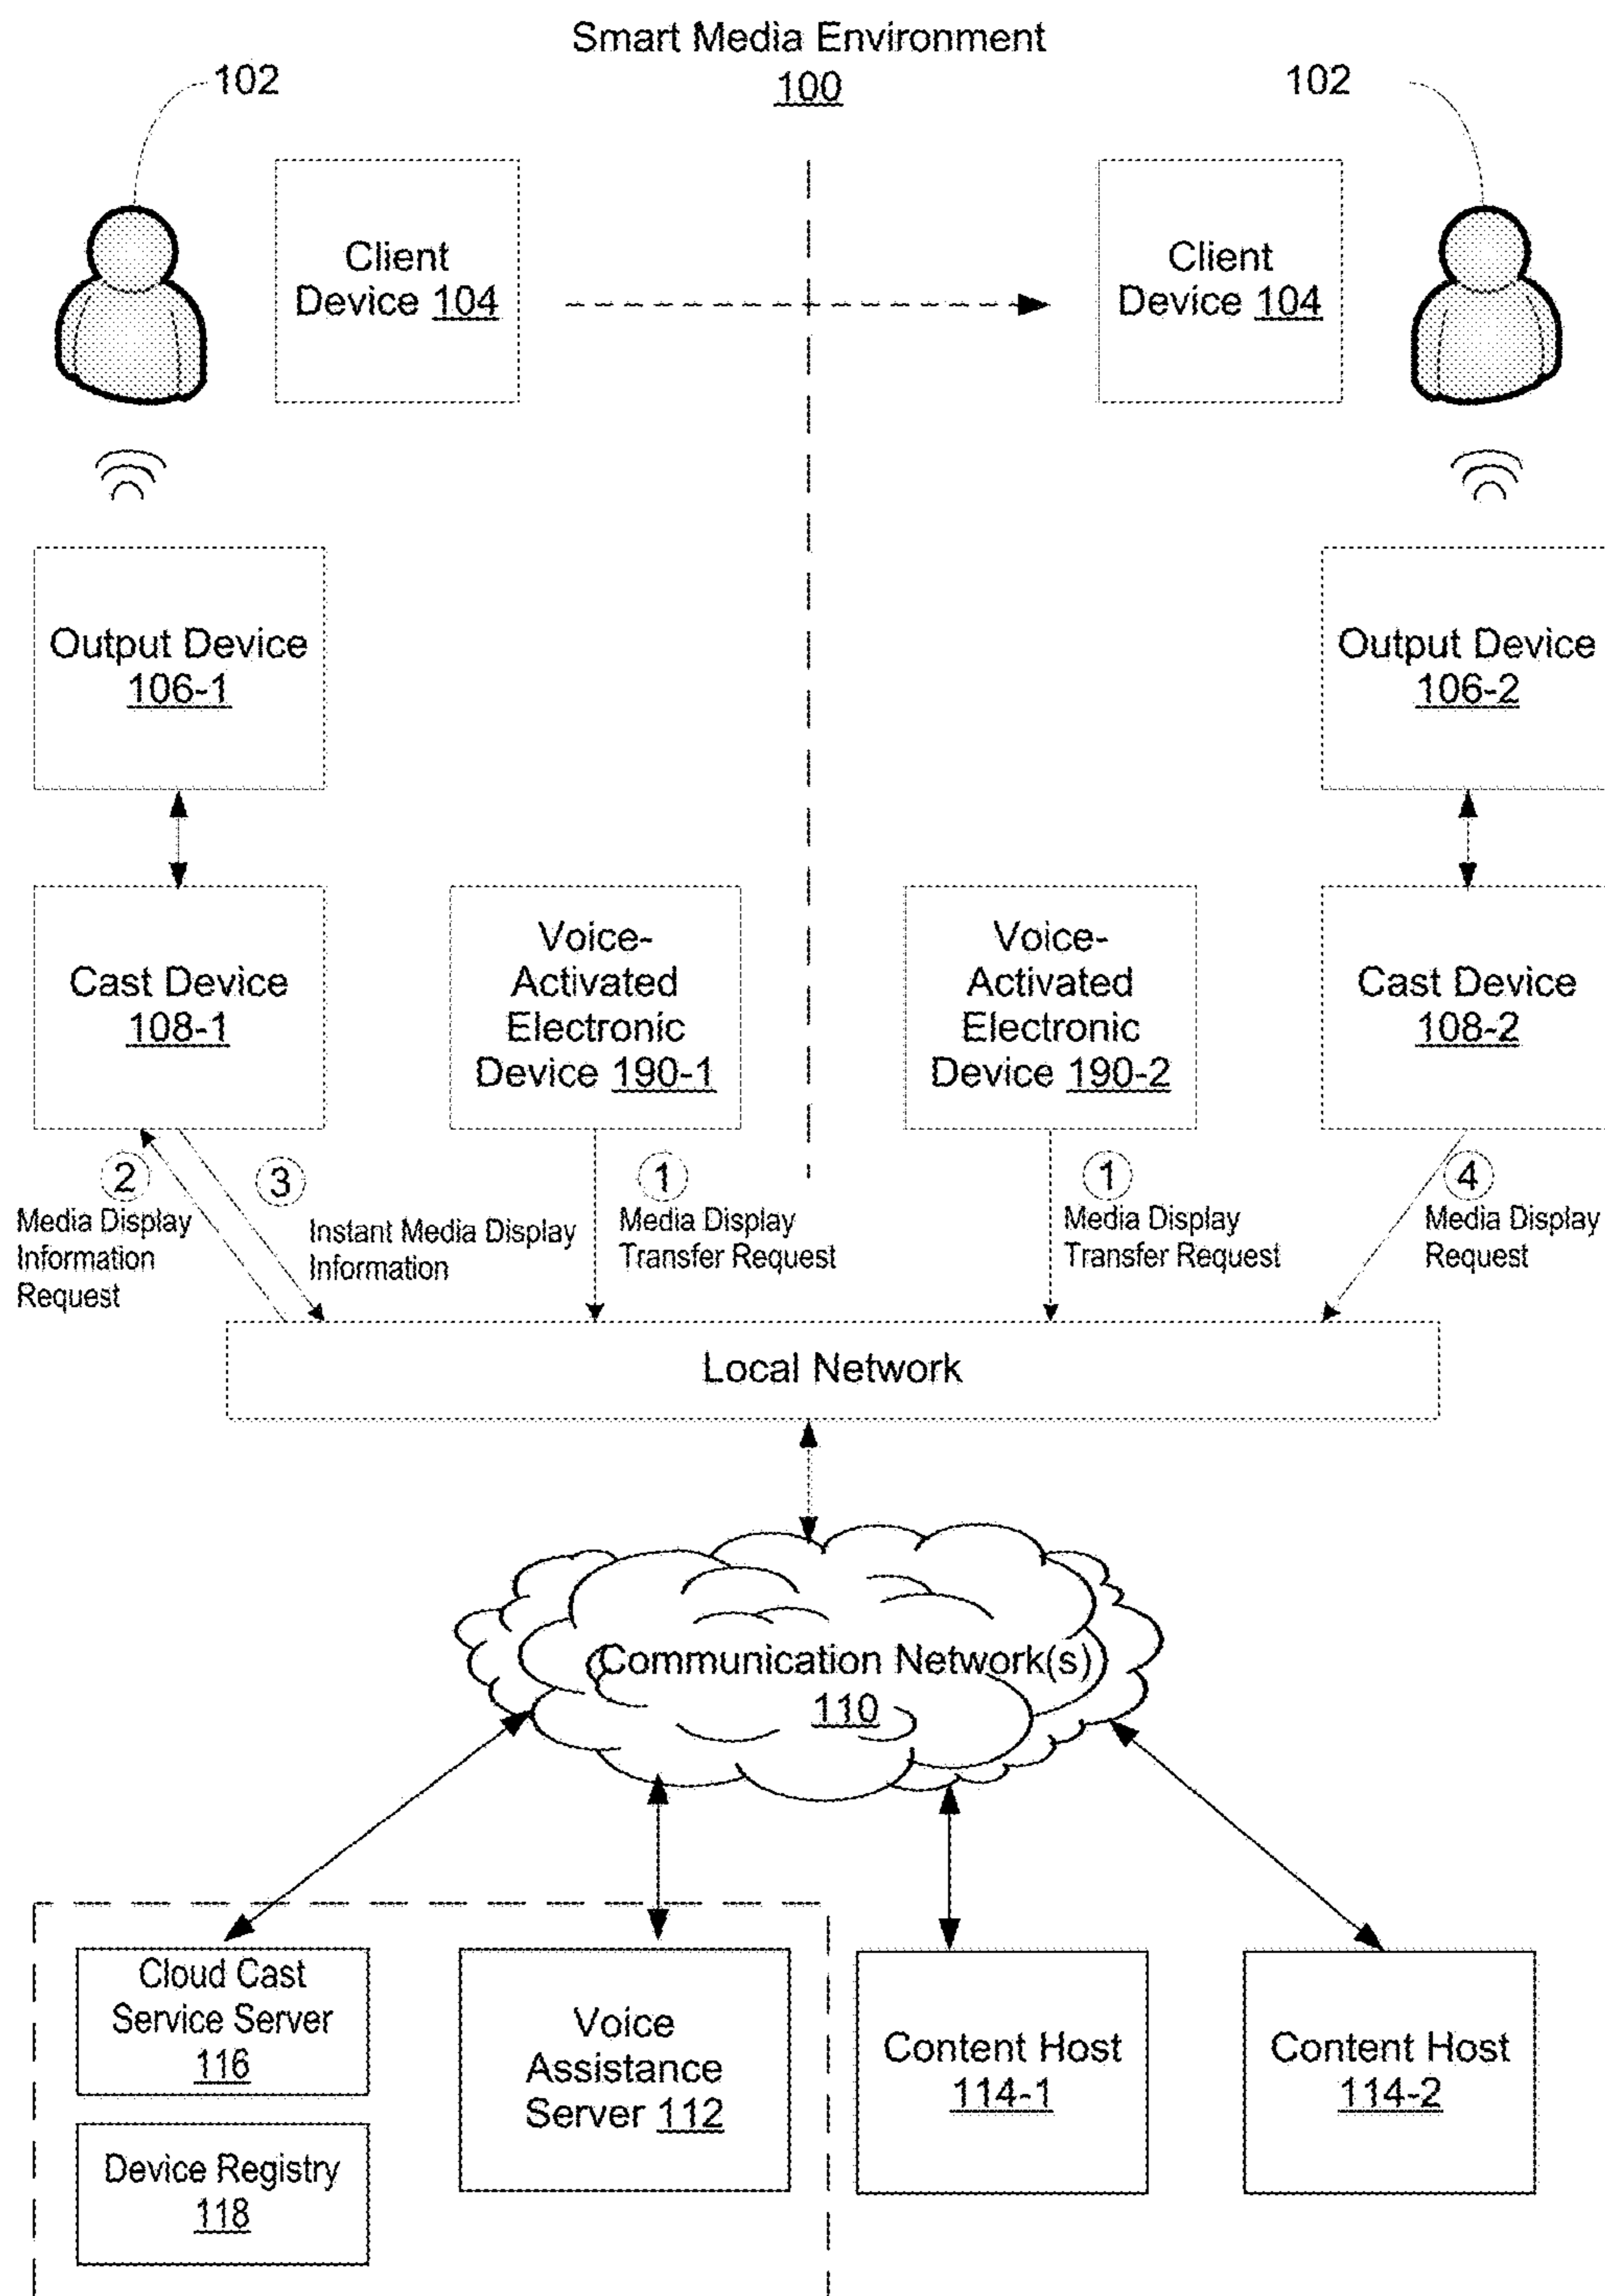 Smart Media Environment
100
102
102
Client
Device 104
Client
Device 104
Output Device
106-1
Output Device
106-2
Cast Device
108-1
Voice-
Activated
Electronic
Device 190-1
Voice-
Activated
Electronic
Device 190-2
Cast Device
108-2
2
Media Display
Information
Request
3
Instant Media Display
Information
1
Media Display
Transfer Request
1
Media Display
Transfer Request
4
Media Display
Request
Local Network
Communication Network(s)
110
Cloud Cast
Service Server
116
Device Registry
118
Voice
Assistance
Server 112
Content Host
114-1
Content Host
114-2